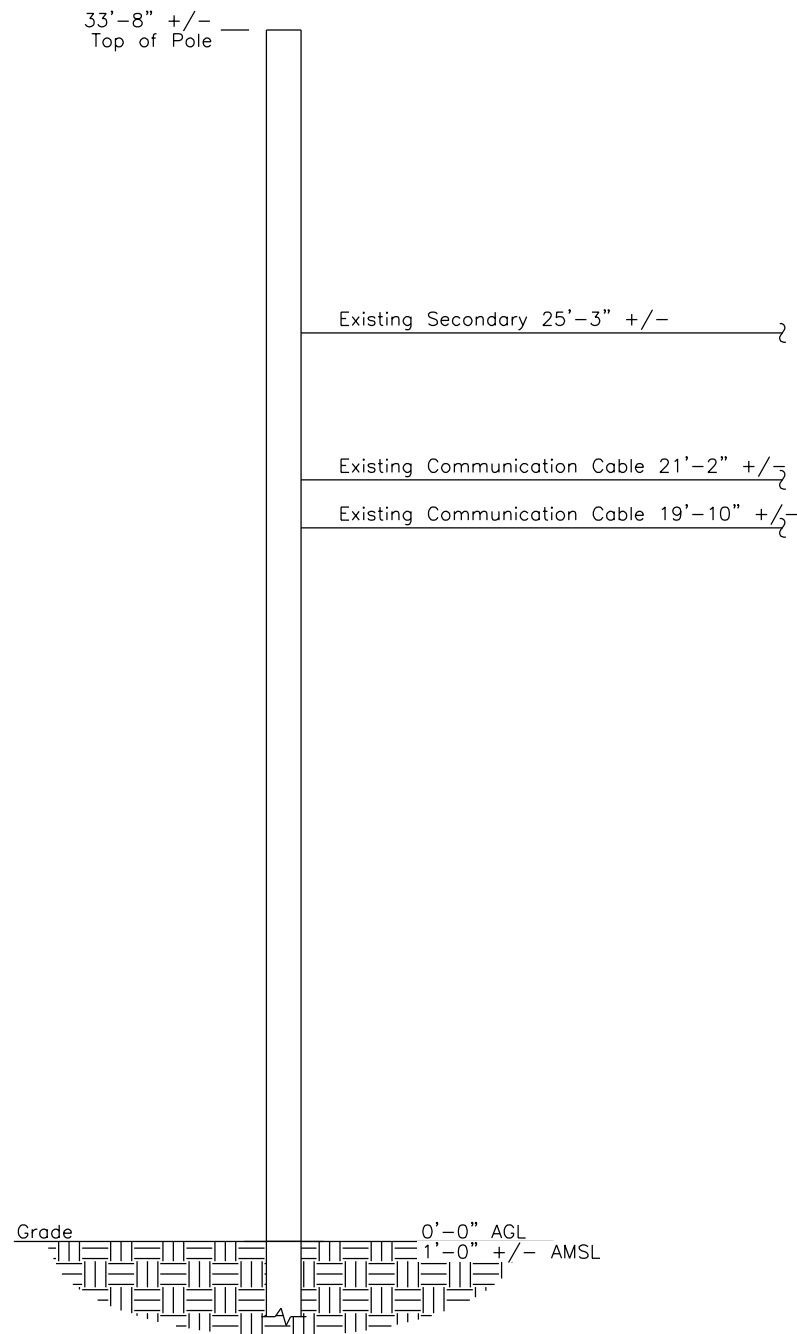 33'-8" +/-
Top of Pole
Existing Secondary 25'-3" +/-
Existing Communication Cable 21'-2" +/-
Existing Communication Cable 19'-10" +/-
Grade
0'-0" AGL
1'-0" +/- AMSL